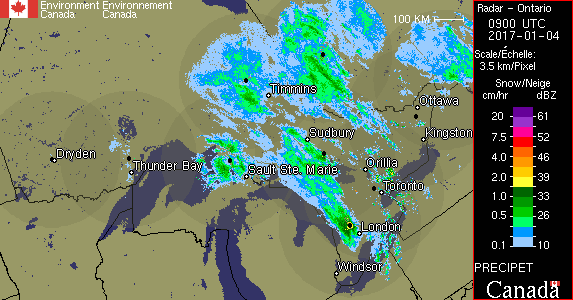 Environment Environnement
Canada Canada
100 KM
Timmins
Ottawa
Sudbury
Kingston
Dryden
Thunder Bay
Sault Ste. Marie
Orillia
Toronto
London
Windsor
Radar - Ontario
0900 UTC
2017-01-04
Scale/Échelle:
3.5 km/Pixel
Snow/Neige
cm/hr dBZ
20 61
7.5 52
4.0 46
2.0 39
1.0 33
0.5 26
0.1 10
PRECIPET
Canada